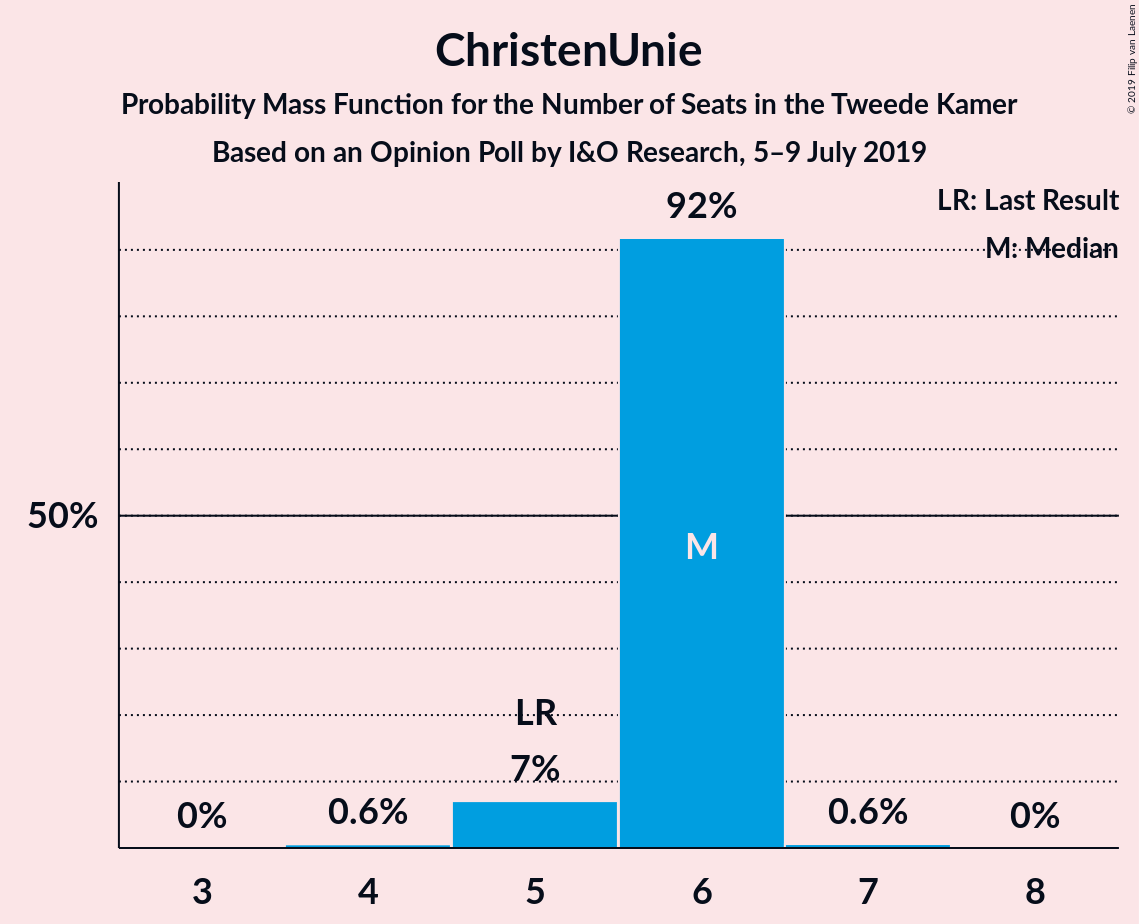 ChristenUnie
Probability Mass Function for the Number of Seats in the Tweede Kamer
Based on an Opinion Poll by I&O Research, 5–9 July 2019
© 2019 Filip van Laenen
LR: Last Result
M: Median
92%
50%
M
LR
7%
0%
0.6%
0.6%
0%
3 4 5 6 7 8